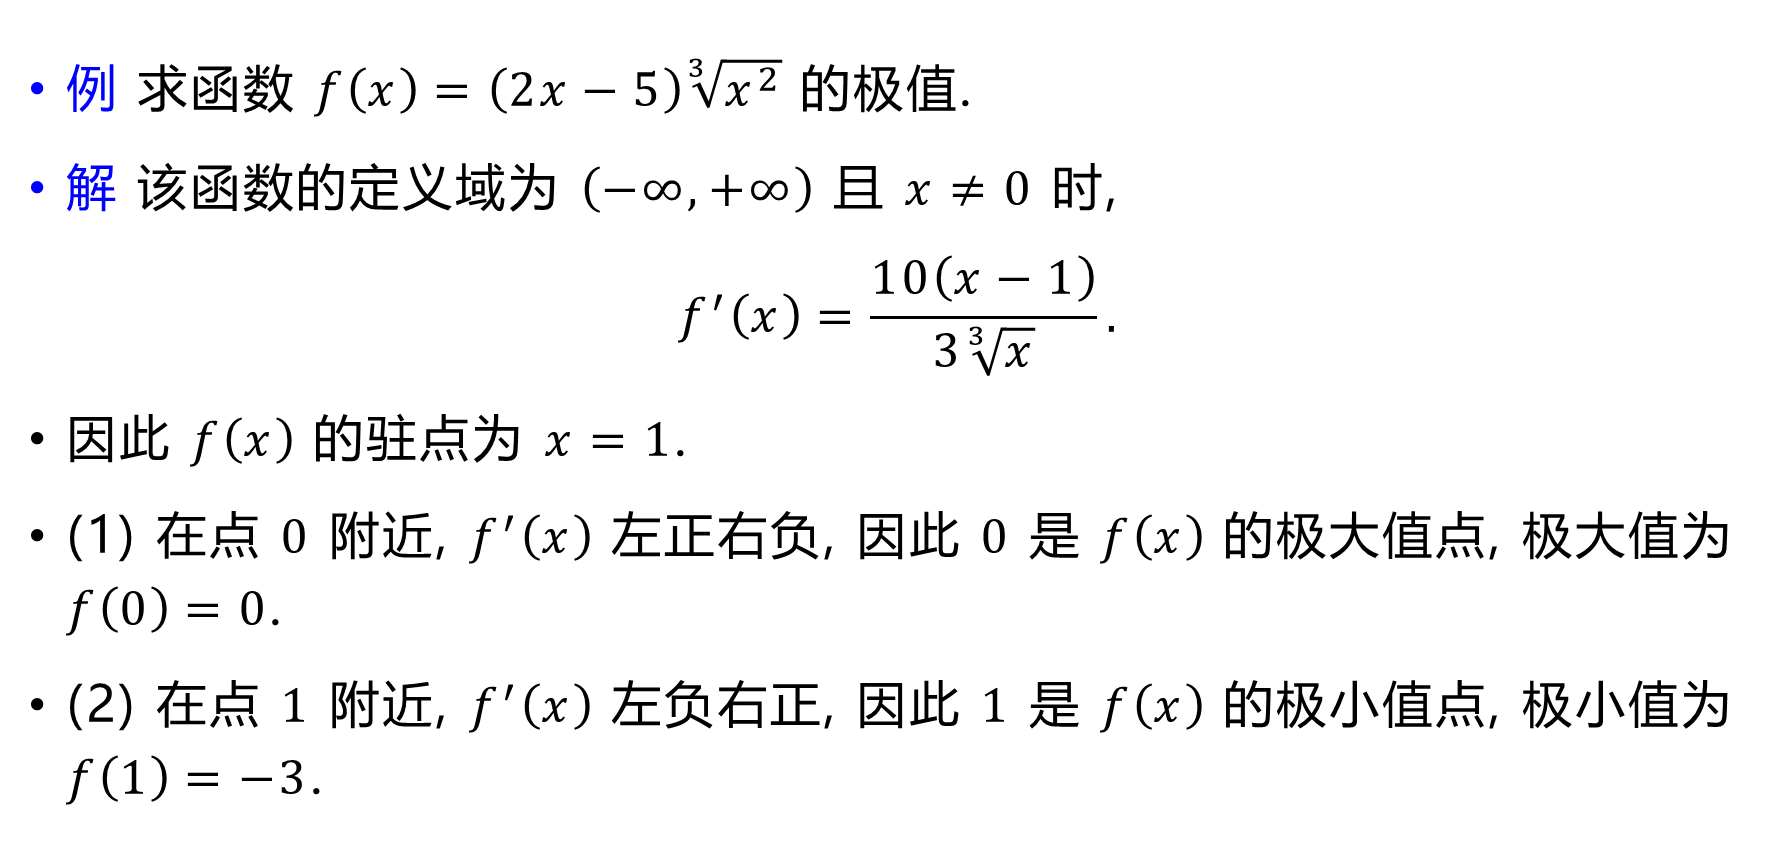 • 例 求函数 f(x) = (2x − 5)∛(x²) 的极值.
• 解 该函数的定义域为 (−∞, +∞) 且 x ≠ 0 时,
f′(x) = 10(x − 1) / 3∛x .
• 因此 f(x) 的驻点为 x = 1.
• (1) 在点 0 附近, f′(x) 左正右负, 因此 0 是 f(x) 的极大值点, 极大值为
f(0) = 0.
• (2) 在点 1 附近, f′(x) 左负右正, 因此 1 是 f(x) 的极小值点, 极小值为
f(1) = −3.